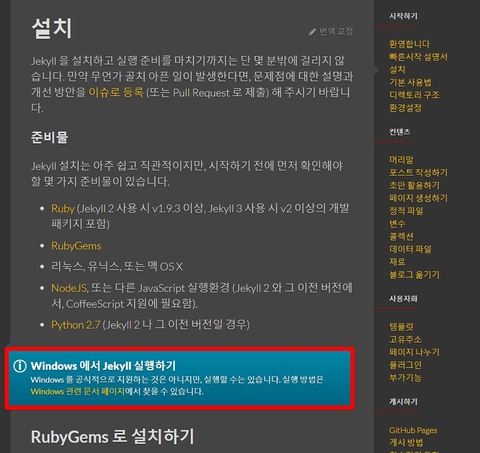 설치
번역 교정
Jekyll 을 설치하고 실행 준비를 마치기까지는 단 몇 분밖에 걸리지 않
습니다. 만약 무언가 골치 아픈 일이 발생한다면, 문제점에 대한 설명과
개선 방안을 이슈로 등록 (또는 Pull Request 로 제출) 해 주시기 바랍니
다.
준비물
Jekyll 설치는 아주 쉽고 직관적이지만, 시작하기 전에 먼저 확인해야
할 몇 가지 준비물이 있습니다.
Ruby (Jekyll 2 사용 시 v1.9.3 이상, Jekyll 3 사용 시 v2 이상의 개발
패키지 포함)
RubyGems
리눅스, 유닉스, 또는 맥 OS X
NodeJS, 또는 다른 JavaScript 실행환경 (Jekyll 2 와 그 이전 버전에
서, CoffeeScript 지원에 필요함).
Python 2.7 (Jekyll 2 나 그 이전 버전일 경우)
Windows 에서 Jekyll 실행하기
Windows 를 공식적으로 지원하는 것은 아니지만, 실행할 수는 있습니다. 실행 방법은
Windows 관련 문서 페이지에서 찾을 수 있습니다.
RubyGems 로 설치하기
시작하기
환영합니다
빠른시작 설명서
설치
기본 사용법
디렉토리 구조
환경설정
컨텐츠
머리말
포스트 작성하기
초안 활용하기
페이지 생성하기
정적 파일
변수
콜렉션
데이터 파일
재료
블로그 옮기기
사용자화
템플릿
고유주소
페이지 나누기
플러그인
부가기능
게시하기
GitHub Pages
게시 방법